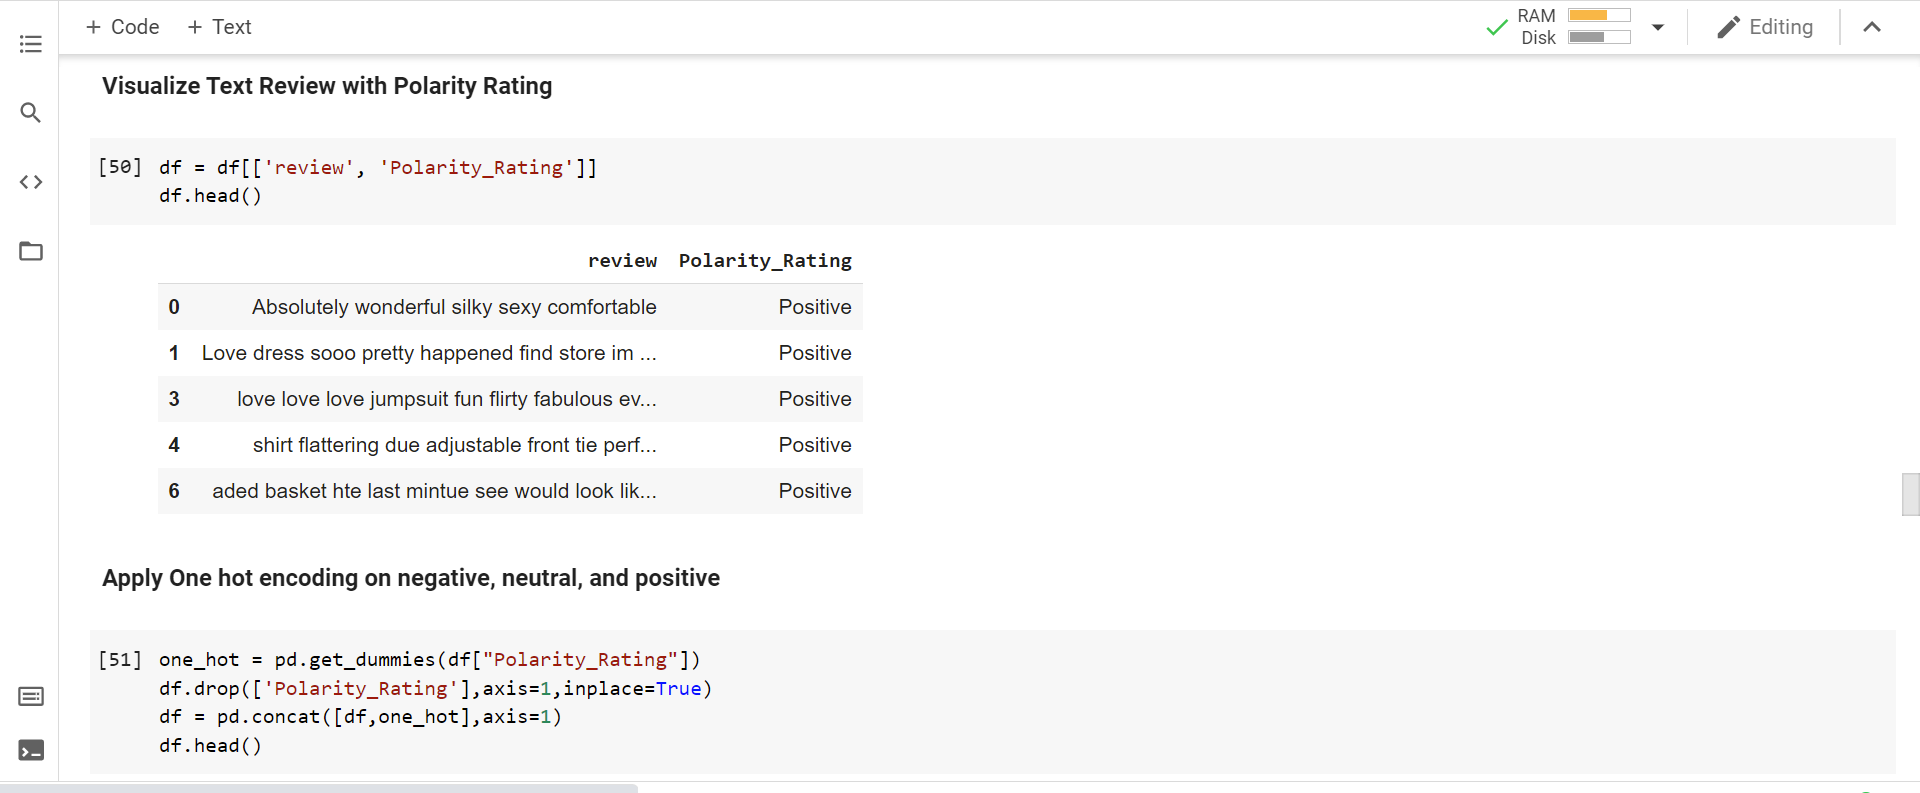 + Code + Text
RAM
Disk
Editing
Visualize Text Review with Polarity Rating
[50] df = df[['review', 'Polarity_Rating']]
df.head()
review Polarity_Rating
0 Absolutely wonderful silky sexy comfortable Positive
1 Love dress sooo pretty happened find store im ... Positive
3 love love love jumpsuit fun flirty fabulous ev... Positive
4 shirt flattering due adjustable front tie perf... Positive
6 aded basket hte last mintue see would look lik... Positive
Apply One hot encoding on negative, neutral, and positive
[51] one_hot = pd.get_dummies(df["Polarity_Rating"])
df.drop(['Polarity_Rating'],axis=1,inplace=True)
df = pd.concat([df,one_hot],axis=1)
df.head()